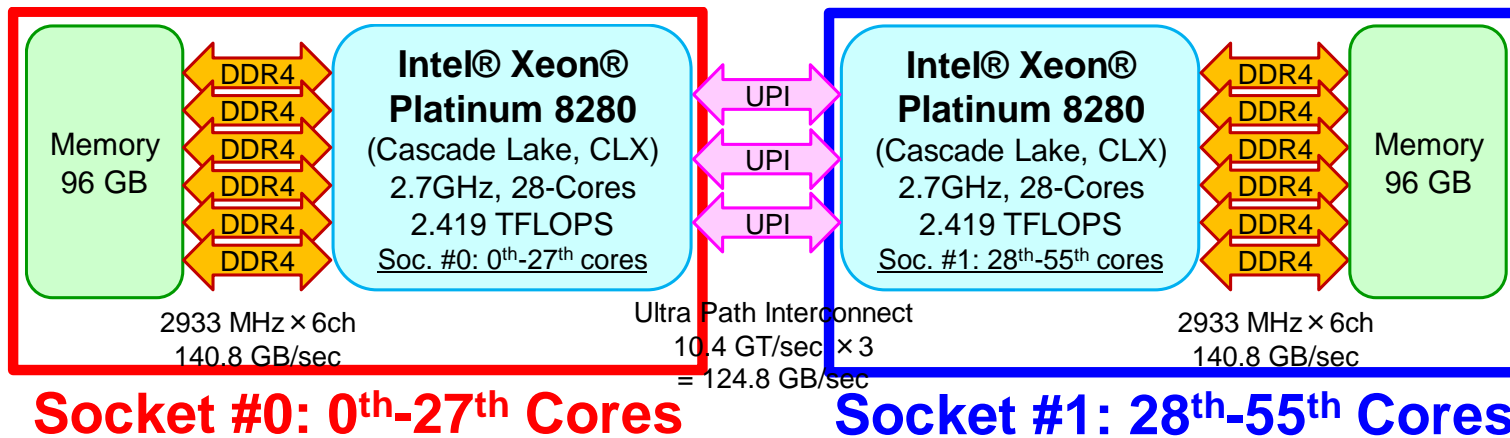 Memory
96 GB
DDR4
DDR4
DDR4
DDR4
DDR4
DDR4
2933 MHz×6ch
140.8 GB/sec
Intel® Xeon®
Platinum 8280
(Cascade Lake, CLX)
2.7GHz, 28-Cores
2.419 TFLOPS
Soc. #0: 0th-27th cores
UPI
UPI
UPI
Ultra Path Interconnect
10.4 GT/sec ×3
= 124.8 GB/sec
Intel® Xeon®
Platinum 8280
(Cascade Lake, CLX)
2.7GHz, 28-Cores
2.419 TFLOPS
Soc. #1: 28th-55th cores
DDR4
DDR4
DDR4
DDR4
DDR4
DDR4
2933 MHz×6ch
140.8 GB/sec
Memory
96 GB
Socket #0: 0th-27th Cores
Socket #1: 28th-55th Cores